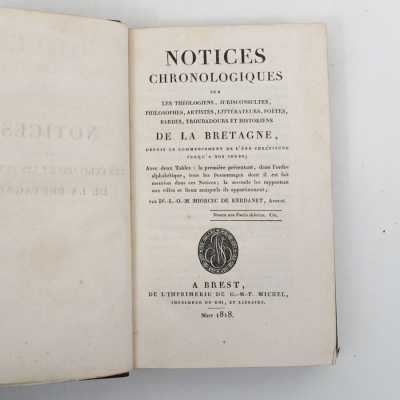 NOTICES
CHRONOLOGIQUES
SUR
LES THÉOLOGIENS, JURISCONSULTES,
PHILOSOPHES, ARTISTES, LITTÉRATEURS, POÈTES,
BARDES, TROUBADOURS ET HISTORIENS
DE LA BRETAGNE,
DEPUIS LE COMMENCEMENT DE L'ÈRE CHRÉTIENNE
JUSQU'A NOS JOURS;
Avec deux Tables : la première présentant, dans l'ordre
alphabétique, tous les Personnages dont il est fait
mention dans ces Notices; la seconde les rapportant
aux villes et lieux auxquels ils appartiennent;
PAR Dl.-L.-O.-M. MIORCEC DE KERDANET, Avocat.
A BREST,
DE L'IMPRIMERIE DE G.-M.-F. MICHEL,
IMPRIMEUR DU ROI, ET LIBRAIRE.
1818.